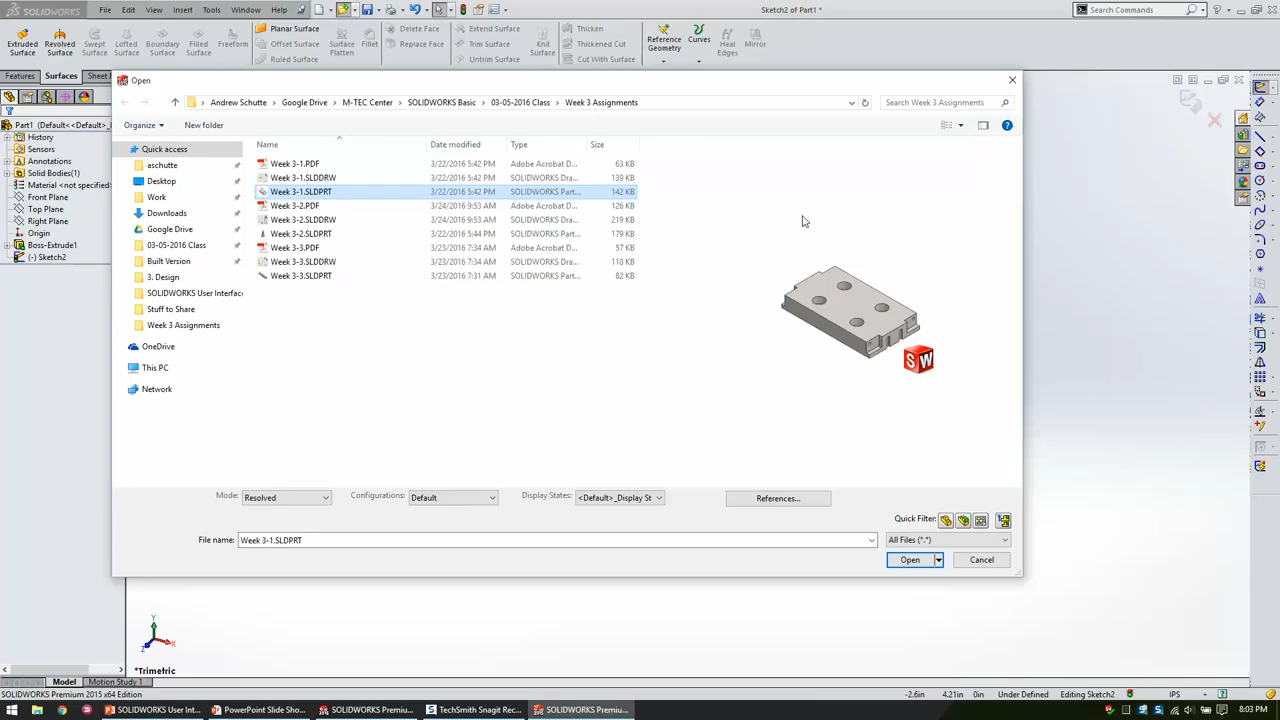 SOLIDWORKS File Edit View Insert Tools Window Help Sketch2 of Part1 * Search Commands
Extruded Surface Revolved Surface Swept Surface Lofted Surface Boundary Surface Filled Surface Freeform
Planar Surface
Offset Surface
Ruled Surface
Surface Flatten Fillet
Delete Face
Replace Face
Extend Surface
Trim Surface
Untrim Surface
Knit Surface
Thicken
Thickened Cut
Cut With Surface
Reference Geometry Curves Heal Edges Mirror
Features Surfaces Sheet
Part1 (Default<<Default>_
History
Sensors
Annotations
Solid Bodies(1)
Material <not specified>
Front Plane
Top Plane
Right Plane
Origin
Boss-Extrude1
(-) Sketch2
Open
Andrew Schutte > Google Drive > M-TEC Center > SOLIDWORKS Basic > 03-05-2016 Class > Week 3 Assignments
Search Week 3 Assignments
Organize New folder
Quick access
aschutte
Desktop
Work
Downloads
Google Drive
03-05-2016 Class
Built Version
3. Design
SOLIDWORKS User Interfac
Stuff to Share
Week 3 Assignments
OneDrive
This PC
Network
Name Date modified Type Size
Week 3-1.PDF 3/22/2016 5:42 PM Adobe Acrobat D... 63 KB
Week 3-1.SLDDRW 3/22/2016 5:42 PM SOLIDWORKS Dra... 139 KB
Week 3-1.SLDPRT 3/22/2016 5:42 PM SOLIDWORKS Part... 142 KB
Week 3-2.PDF 3/24/2016 9:53 AM Adobe Acrobat D... 126 KB
Week 3-2.SLDDRW 3/24/2016 9:53 AM SOLIDWORKS Dra... 219 KB
Week 3-2.SLDPRT 3/22/2016 5:44 PM SOLIDWORKS Part... 179 KB
Week 3-3.PDF 3/23/2016 7:34 AM Adobe Acrobat D... 57 KB
Week 3-3.SLDDRW 3/23/2016 7:34 AM SOLIDWORKS Dra... 118 KB
Week 3-3.SLDPRT 3/23/2016 7:31 AM SOLIDWORKS Part... 82 KB
SW
Mode: Resolved Configurations: Default Display States: <Default>_Display St References...
Quick Filter:
File name: Week 3-1.SLDPRT All Files (*.*)
Open Cancel
Y
X
Z
*Trimetric
Model Motion Study 1
SOLIDWORKS Premium 2015 x64 Edition -2.6in 4.21in 0in Under Defined Editing Sketch2 IPS
SOLIDWORKS User Int... PowerPoint Slide Sho... SOLIDWORKS Premiu... TechSmith Snagit Rec... SOLIDWORKS Premiu... 8:03 PM